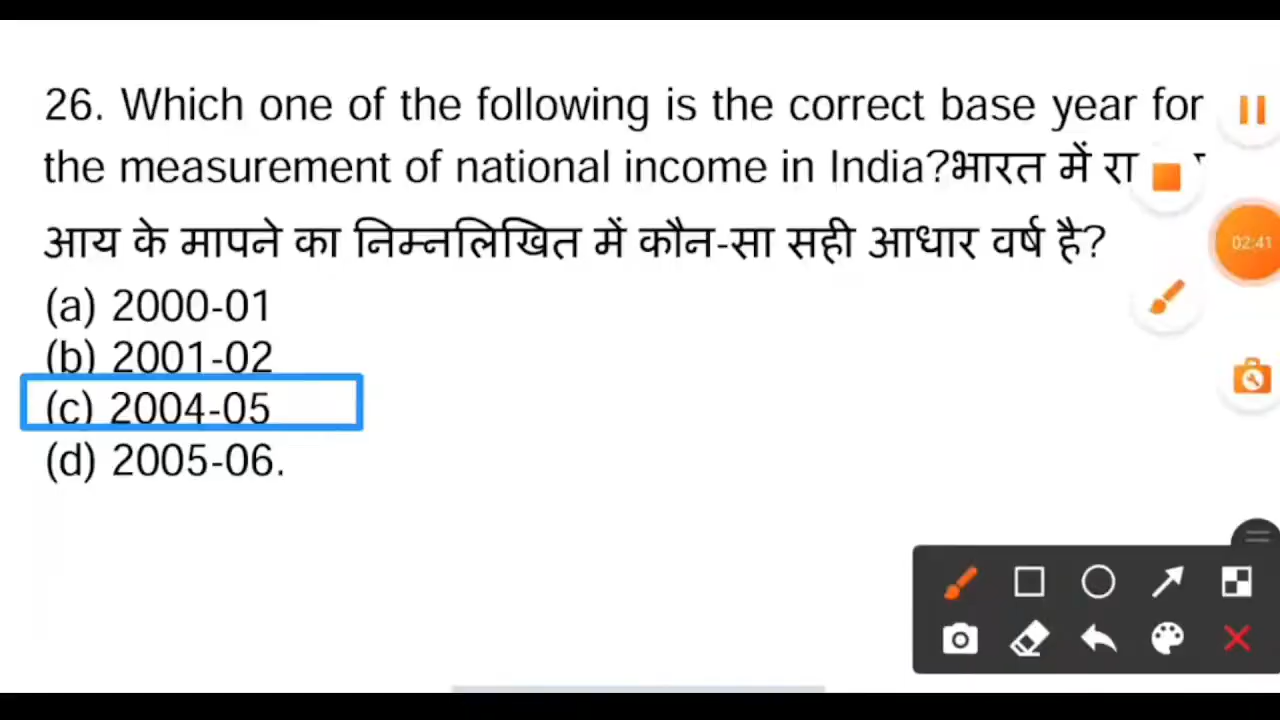 26. Which one of the following is the correct base year for
the measurement of national income in India?भारत में
आय के मापने का निम्नलिखित में कौन-सा सही आधार वर्ष है?
(a) 2000-01
(b) 2001-02
(c) 2004-05
(d) 2005-06.
02:41